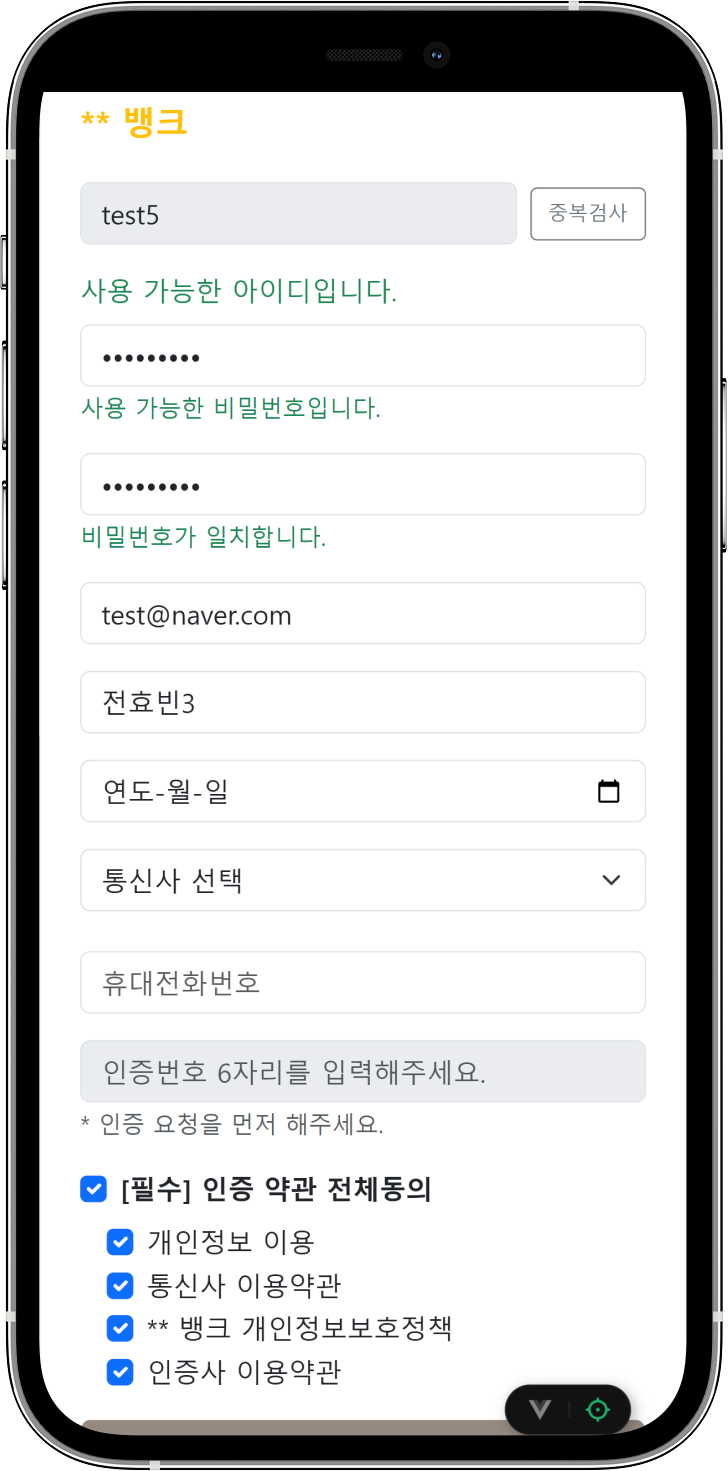 ** 뱅크
test5
중복검사
사용 가능한 아이디입니다.
•••••••••
사용 가능한 비밀번호입니다.
•••••••••
비밀번호가 일치합니다.
test@naver.com
전효빈3
연도-월-일
통신사 선택
휴대전화번호
인증번호 6자리를 입력해주세요.
* 인증 요청을 먼저 해주세요.
[필수] 인증 약관 전체동의
개인정보 이용
통신사 이용약관
** 뱅크 개인정보보호정책
인증사 이용약관